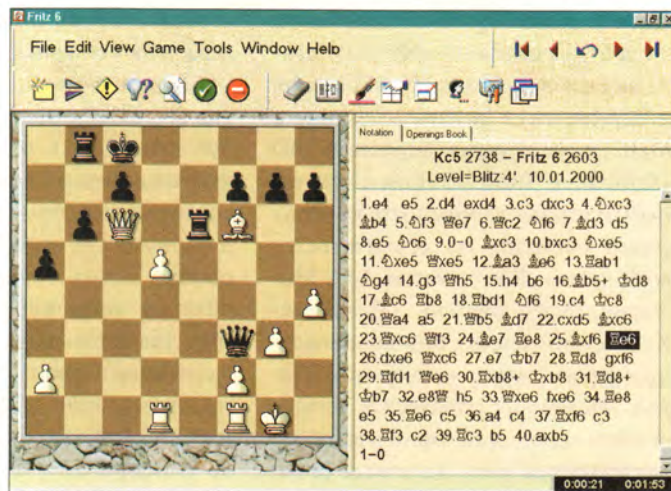 Fritz 6
File Edit View Game Tools Window Help
Notation Openings Book
Kc5 2738 – Fritz 6 2603
Level=Blitz:4'. 10.01.2000
1.e4 e5 2.d4 exd4 3.c3 dxc3 4.♘xc3
♗b4 5.♘f3 ♕e7 6.♕c2 ♘f6 7.♗d3 d5
8.e5 ♘c6 9.0-0 ♗xc3 10.bxc3 ♘xe5
11.♘xe5 ♕xe5 12.♗a3 ♗e6 13.♖ab1
♘g4 14.g3 ♕h5 15.h4 b6 16.♗b5+ ♔d8
17.♗c6 ♖b8 18.♖bd1 ♘f6 19.c4 ♔c8
20.♕a4 a5 21.♕b5 ♗d7 22.cxd5 ♗xc6
23.♕xc6 ♕f3 24.♗e7 ♖e8 25.♗xf6 ♖e6
26.dxe6 ♕xc6 27.e7 ♔b7 28.♖d8 gxf6
29.♖fd1 ♕e6 30.♖xb8+ ♔xb8 31.♖d8+
♔b7 32.e8♕ h5 33.♕xe6 fxe6 34.♖e8
e5 35.♖e6 c5 36.a4 c4 37.♖xf6 c3
38.♖f3 c2 39.♖c3 b5 40.axb5
1–0
0:00:21 0:01:53